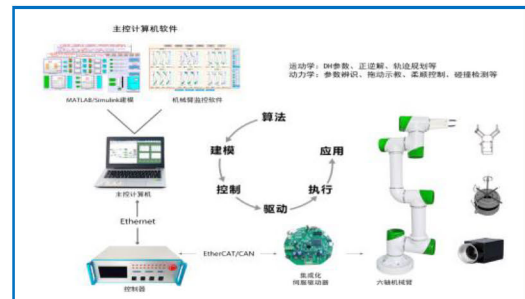 主控计算机软件
MATLAB/Simulink建模
机械臂监控软件
运动学：DH参数、正逆解、轨迹规划等
动力学：参数辨识、拖动示教、柔顺控制、碰撞检测等
算法
建模
应用
控制
执行
驱动
主控计算机
Ethernet
EtherCAT/CAN
控制器
集成化
伺服驱动器
六轴机械臂